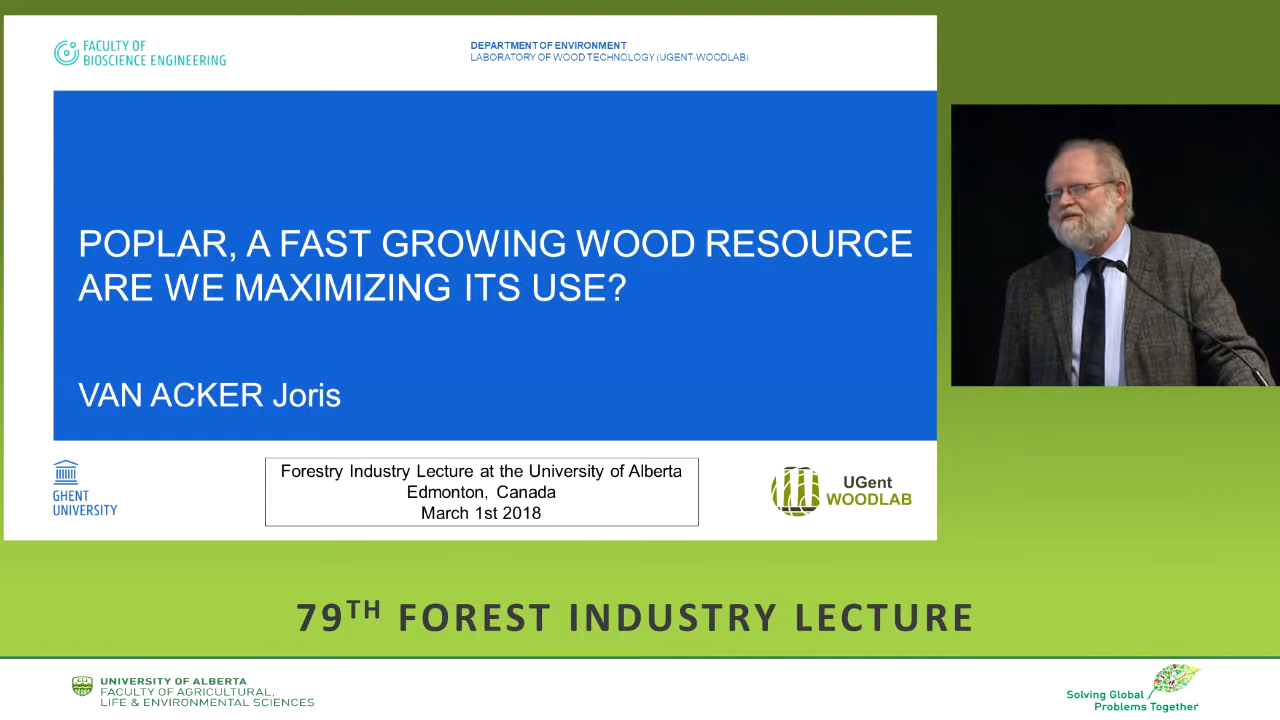 FACULTY OF
BIOSCIENCE ENGINEERING
DEPARTMENT OF ENVIRONMENT
LABORATORY OF WOOD TECHNOLOGY (UGENT-WOODLAB)
POPLAR, A FAST GROWING WOOD RESOURCE
ARE WE MAXIMIZING ITS USE?
VAN ACKER Joris
GHENT
UNIVERSITY
Forestry Industry Lecture at the University of Alberta
Edmonton, Canada
March 1st 2018
UGent
WOODLAB
79TH FOREST INDUSTRY LECTURE
UNIVERSITY OF ALBERTA
FACULTY OF AGRICULTURAL,
LIFE & ENVIRONMENTAL SCIENCES
Solving Global
Problems Together